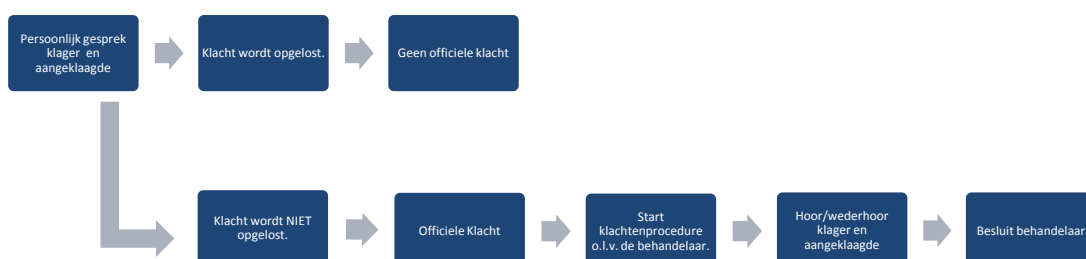 Persoonlijk gesprek
klager en
aangeklaagde
Klacht wordt opgelost.
Geen officiele klacht
Klacht wordt NIET
opgelost.
Officiele Klacht
Start
klachtenprocedure
o.l.v. de behandelaar.
Hoor/wederhoor
klager en
aangeklaagde
Besluit behandelaar